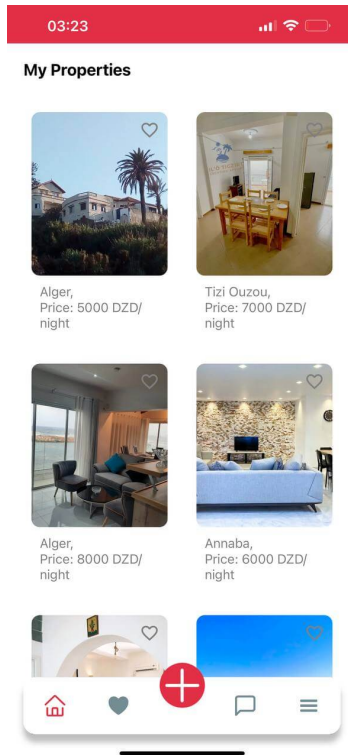 03:23
My Properties
Alger,
Price: 5000 DZD/
night
Tizi Ouzou,
Price: 7000 DZD/
night
Alger,
Price: 8000 DZD/
night
Annaba,
Price: 6000 DZD/
night